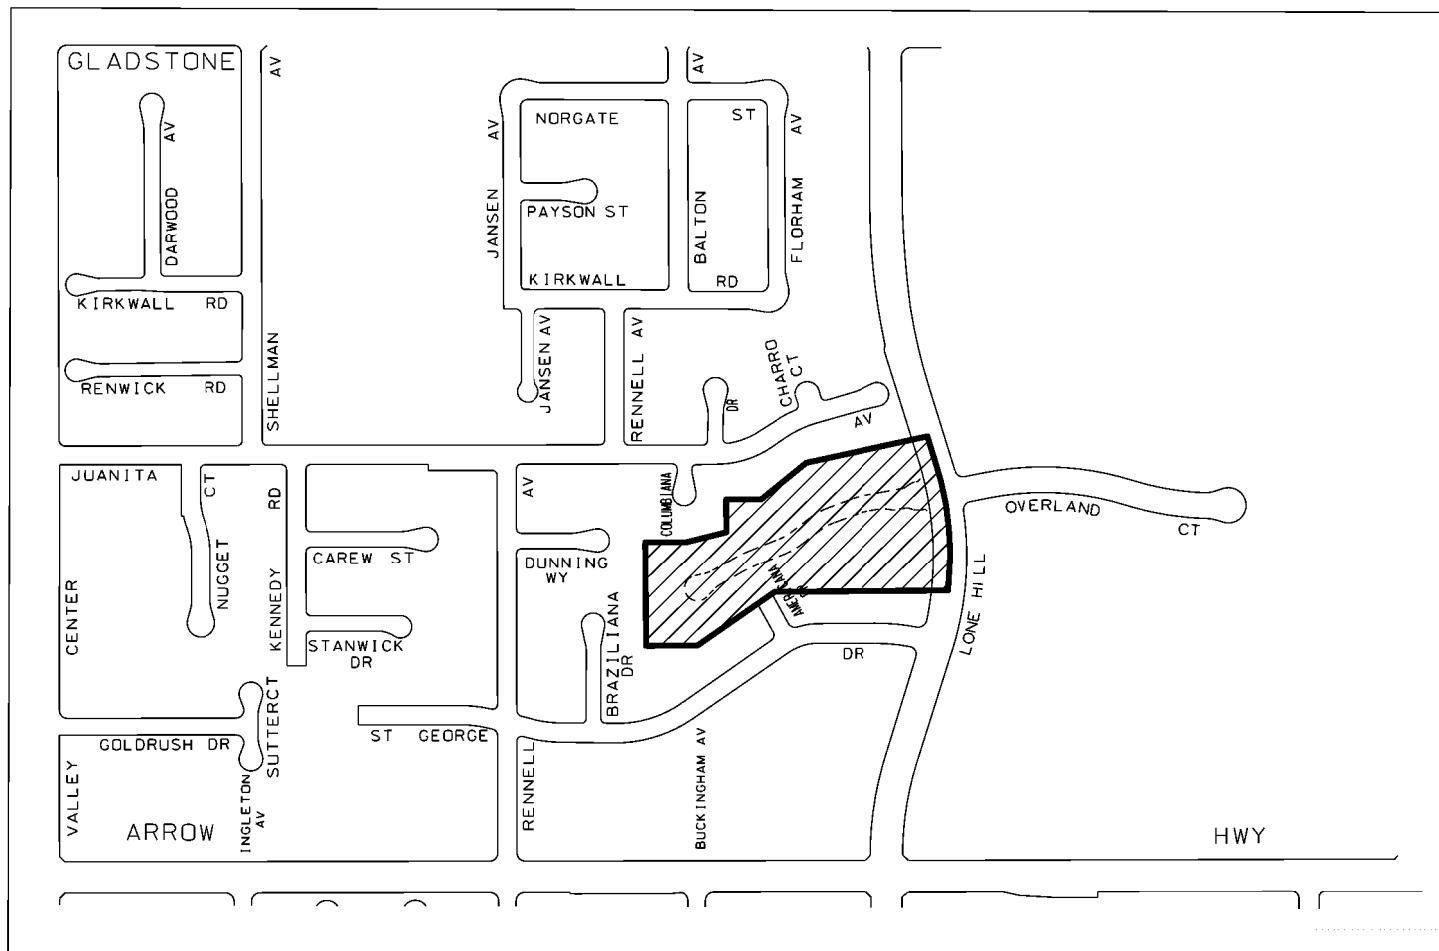 GLADSTONE
AV
AV
DARWOOD AV
NORGATE ST
JANSEN AV
BALTON
FLORHAM AV
PAYSON ST
KIRKWALL RD
KIRKWALL RD
RENWICK RD
SHELLMAN
JANSEN AV
RENNELL AV
CHARRO
CT
DR
AV
JUANITA
CT
NUGGET
KENNEDY RD
CAREW ST
STANWICK
DR
AV
DUNNING
WY
COLUMBIANA
BRAZILIANA
DR
AMERICANA
DR
OVERLAND CT
LONE HILL
DR
CENTER
VALLEY
GOLDRUSH DR
SUTTER CT
INGLETON
AV
ST GEORGE
RENNELL
BUCKINGHAM AV
ARROW HWY